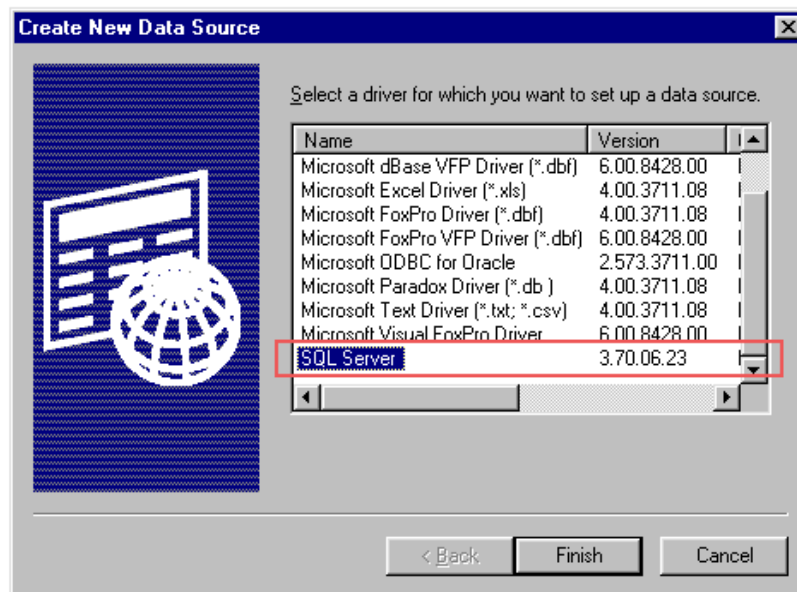 Create New Data Source
Select a driver for which you want to set up a data source.
Name Version
Microsoft dBase VFP Driver (*.dbf) 6.00.8428.00
Microsoft Excel Driver (*.xls) 4.00.3711.08
Microsoft FoxPro Driver (*.dbf) 4.00.3711.08
Microsoft FoxPro VFP Driver (*.dbf) 6.00.8428.00
Microsoft ODBC for Oracle 2.573.3711.00
Microsoft Paradox Driver (*.db ) 4.00.3711.08
Microsoft Text Driver (*.txt; *.csv) 4.00.3711.08
Microsoft Visual FoxPro Driver 6.00.8428.00
SQL Server 3.70.06.23
< Back Finish Cancel